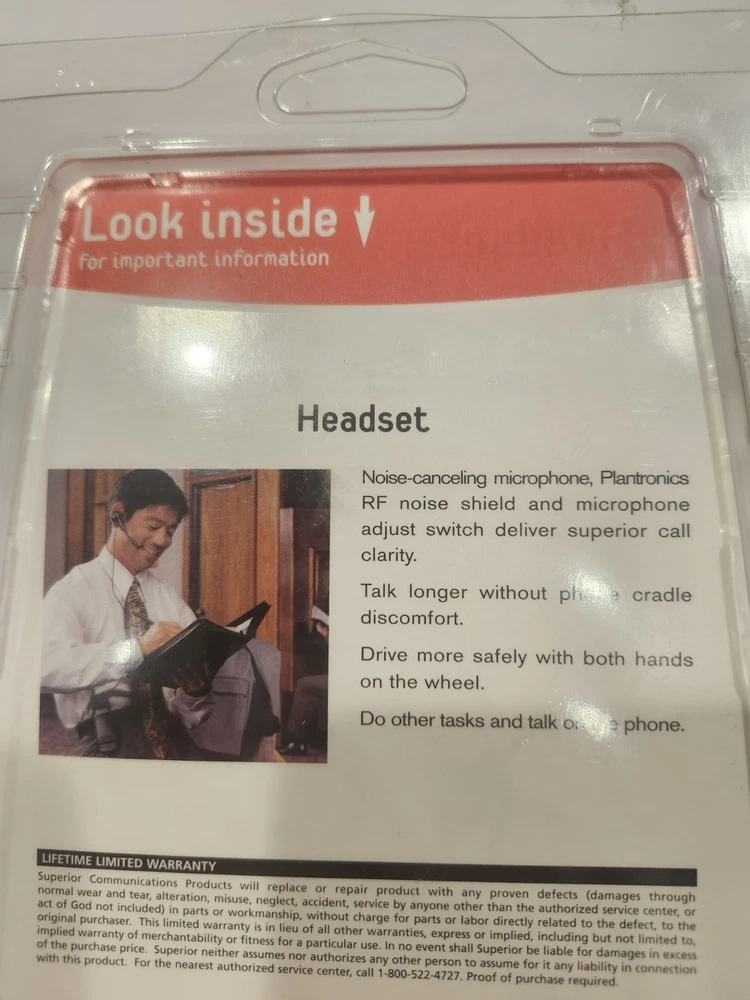 Look inside
for important information
Headset
Noise-canceling microphone, Plantronics
RF noise shield and microphone
adjust switch deliver superior call
clarity.
Talk longer without cradle
discomfort.
Drive more safely with both hands
on the wheel.
Do other tasks and talk phone.
LIFETIME LIMITED WARRANTY
Superior Communications Products will replace or repair product with any proven defects (damages through
normal wear and tear, alteration, misuse, neglect, accident, service by anyone other than the authorized service center, or
act of God not included) in parts or workmanship, without charge for parts or labor directly related to the defect, to the
original purchaser. This limited warranty is in lieu of all other warranties, express or implied, including but not limited to,
implied warranty of merchantability or fitness for a particular use. In no event shall Superior be liable for damages in excess
of the purchase price. Superior neither assumes nor authorizes any other person to assume for it any liability in connection
with this product. For the nearest authorized service center, call 1-800-522-4727. Proof of purchase required.